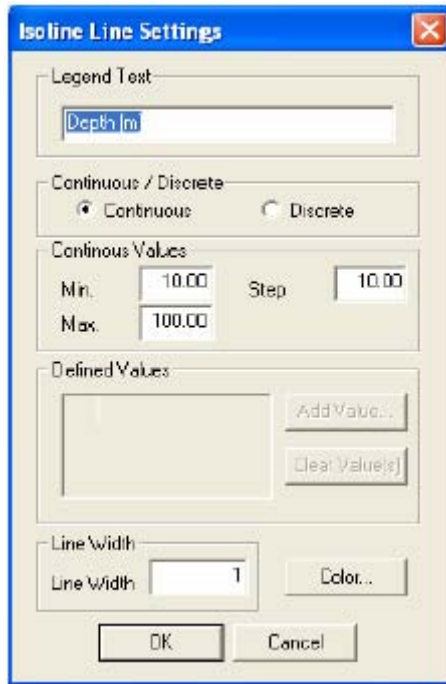 Isoline Line Settings
Legend Text
Depth [m]
Continuous / Discrete
Continuous Discrete
Continous Values
Min. 10.00 Step 10.00
Max. 100.00
Defined Values
Add Value...
Clear Value(s)
Line Width
Line Width 1 Color...
OK Cancel